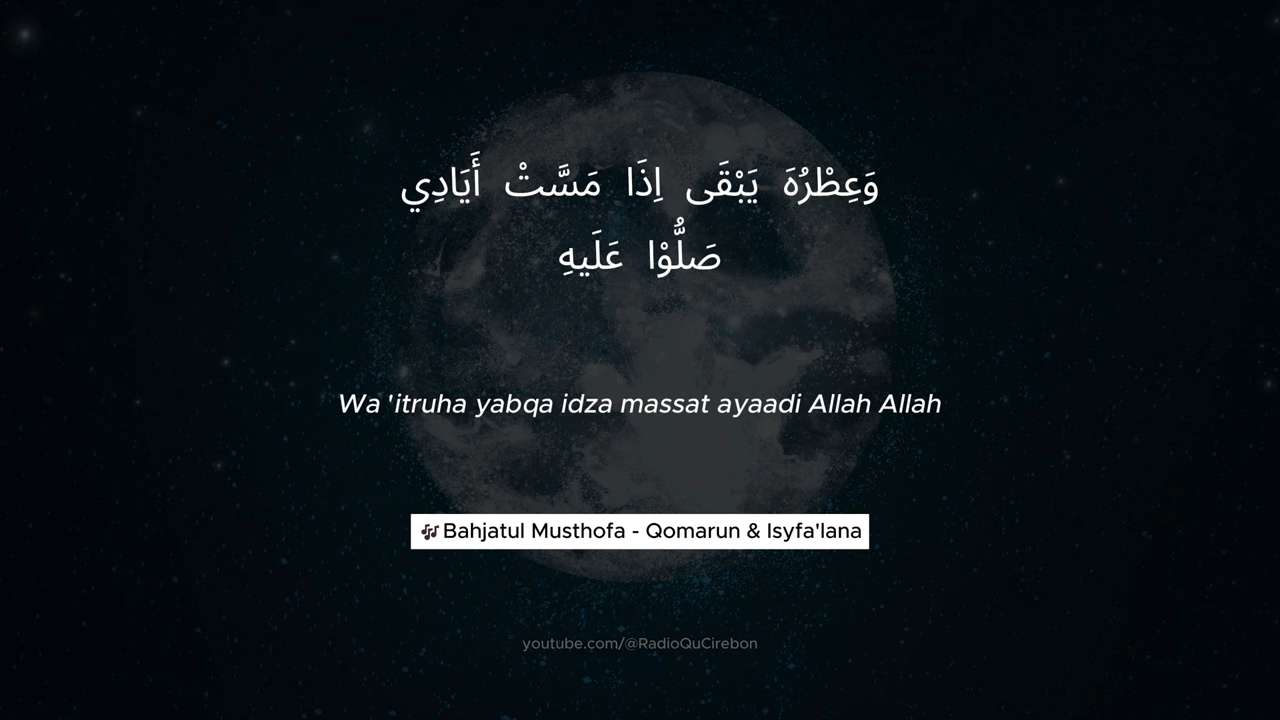 وَعِطْرُهَ يَبْقَى اِذَا مَسَّتْ أَيَادِي
صَلُّوْا عَلَيهِ
Wa 'itruha yabqa idza massat ayaadi Allah Allah
🎶 Bahjatul Musthofa - Qomarun & Isyfa'lana
youtube.com/@RadioQuCirebon